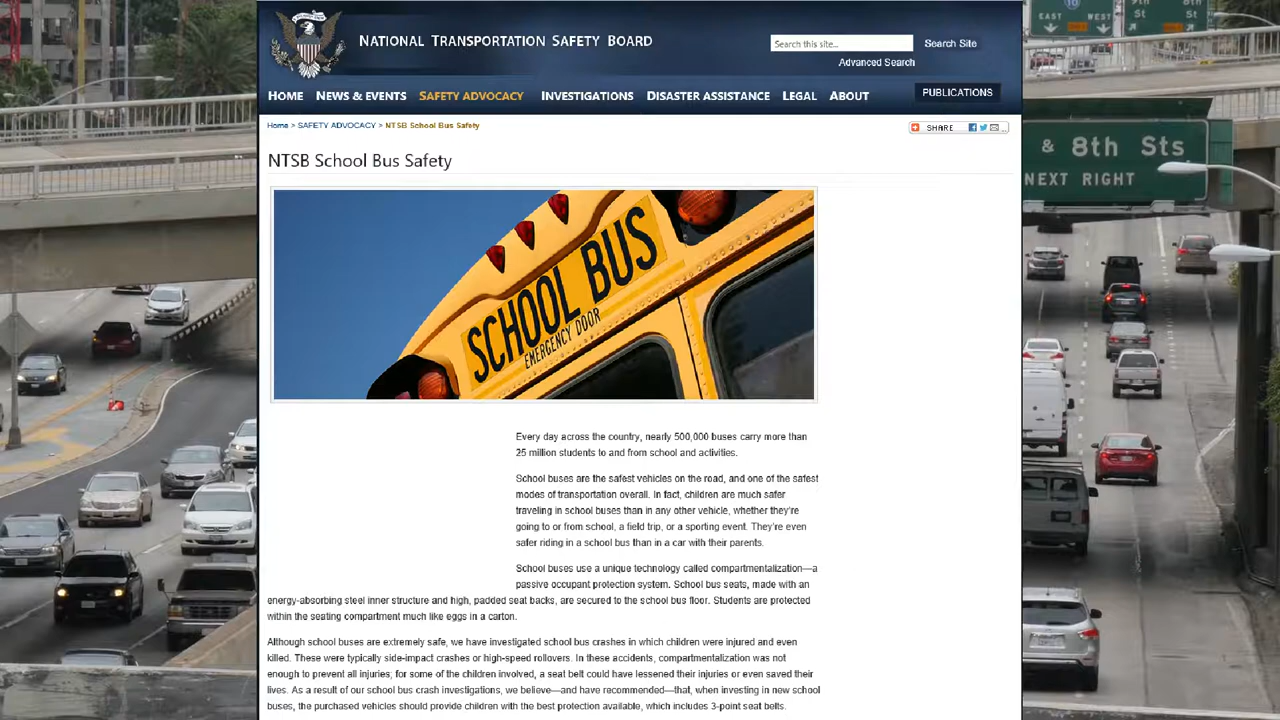 NATIONAL TRANSPORTATION SAFETY BOARD
Search this site...
Search Site
Advanced Search
HOME NEWS & EVENTS SAFETY ADVOCACY INVESTIGATIONS DISASTER ASSISTANCE LEGAL ABOUT PUBLICATIONS
Home > SAFETY ADVOCACY > NTSB School Bus Safety
SHARE
NTSB School Bus Safety
SCHOOL BUS
EMERGENCY DOOR
Every day across the country, nearly 500,000 buses carry more than
25 million students to and from school and activities.
School buses are the safest vehicles on the road, and one of the safest
modes of transportation overall. In fact, children are much safer
traveling in school buses than in any other vehicle, whether they're
going to or from school, a field trip, or a sporting event. They're even
safer riding in a school bus than in a car with their parents.
School buses use a unique technology called compartmentalization—a
passive occupant protection system. School bus seats, made with an
energy-absorbing steel inner structure and high, padded seat backs, are secured to the school bus floor. Students are protected
within the seating compartment much like eggs in a carton.
Although school buses are extremely safe, we have investigated school bus crashes in which children were injured and even
killed. These were typically side-impact crashes or high-speed rollovers. In these accidents, compartmentalization was not
enough to prevent all injuries; for some of the children involved, a seat belt could have lessened their injuries or even saved their
lives. As a result of our school bus crash investigations, we believe—and have recommended—that, when investing in new school
buses, the purchased vehicles should provide children with the best protection available, which includes 3-point seat belts.
10
EAST WEST
9th 8th
St St
& 8th Sts
NEXT RIGHT